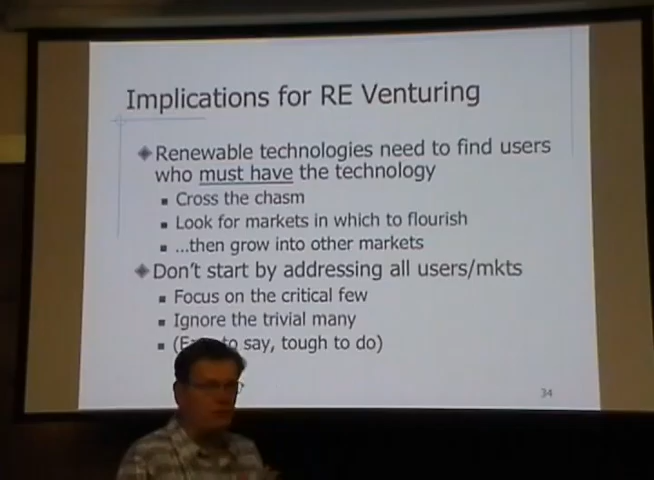 Implications for RE Venturing
Renewable technologies need to find users
who must have the technology
Cross the chasm
Look for markets in which to flourish
...then grow into other markets
Don't start by addressing all users/mkts
Focus on the critical few
Ignore the trivial many
to say, tough to do)
34